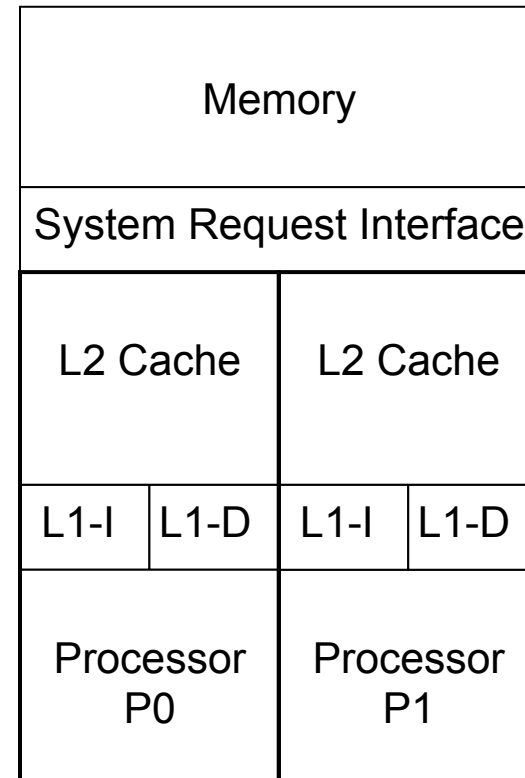 Memory
System Request Interface
L2 Cache L2 Cache
L1-I L1-D L1-I L1-D
Processor Processor
P0 P1